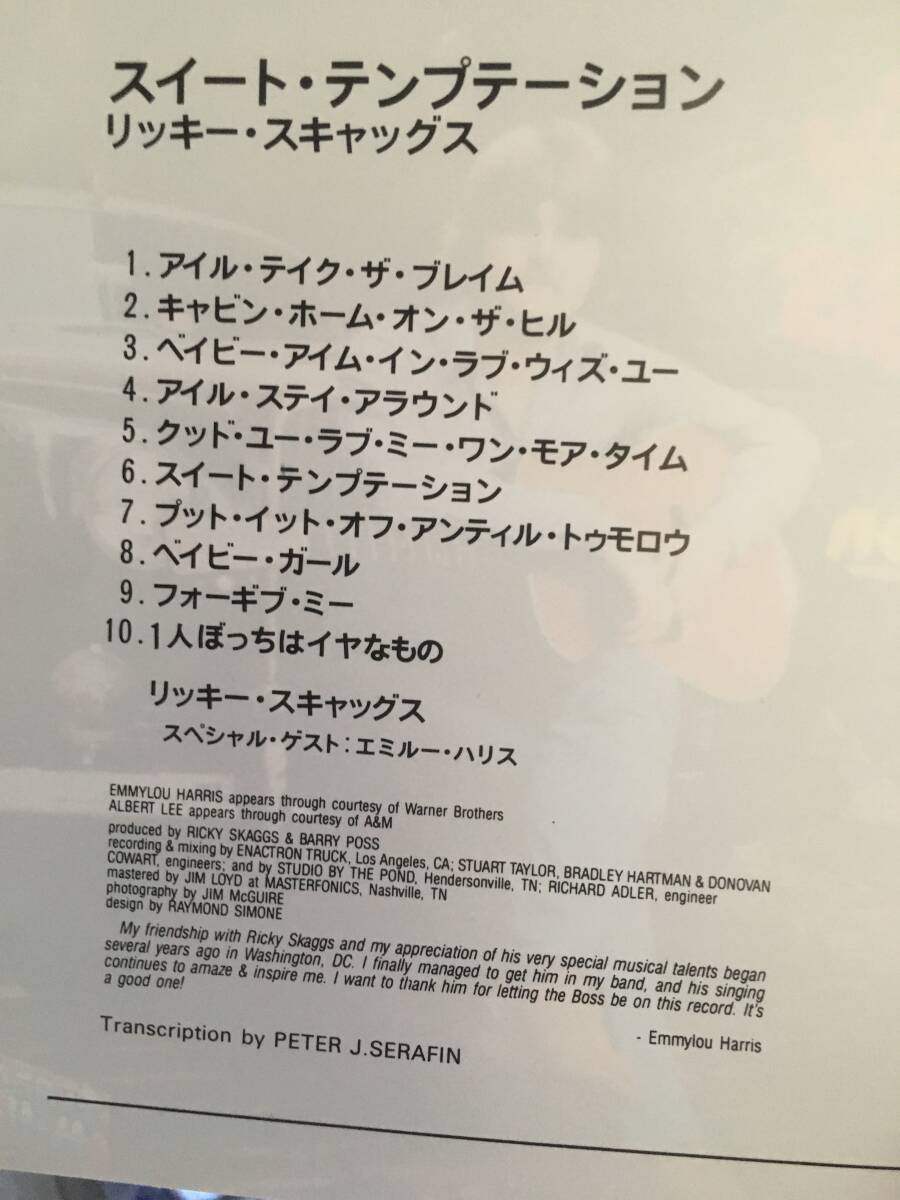 スイート・テンプテーション
リッキー・スキャッグス
1.アイル・テイク・ザ・ブレイム
2.キャビン・ホーム・オン・ザ・ヒル
3.ベイビー・アイム・イン・ラブ・ウィズ・ユー
4.アイル・ステイ・アラウンド
5.クッド・ユー・ラブ・ミー・ワン・モア・タイム
6.スイート・テンプテーション
7.プット・イット・オフ・アンティル・トゥモロウ
8.ベイビー・ガール
9.フォーギブ・ミー
10.1人ぼっちはイヤなもの
リッキー・スキャッグス
スペシャル・ゲスト:エミルー・ハリス
EMMYLOU HARRIS appears through courtesy of Warner Brothers
ALBERT LEE appears through courtesy of A&M
produced by RICKY SKAGGS & BARRY POSS
recording & mixing by ENACTRON TRUCK, Los Angeles, CA; STUART TAYLOR, BRADLEY HARTMAN & DONOVAN
COWART, engineers; and by STUDIO BY THE POND, Hendersonville, TN; RICHARD ADLER, engineer
mastered by JIM LOYD at MASTERFONICS, Nashville, TN
photography by JIM McGUIRE
design by RAYMOND SIMONE
My friendship with Ricky Skaggs and my appreciation of his very special musical talents began
several years ago in Washington, DC. I finally managed to get him in my band, and his singing
continues to amaze & inspire me. I want to thank him for letting the Boss be on this record. It's
a good one!
- Emmylou Harris
Transcription by PETER J.SERAFIN